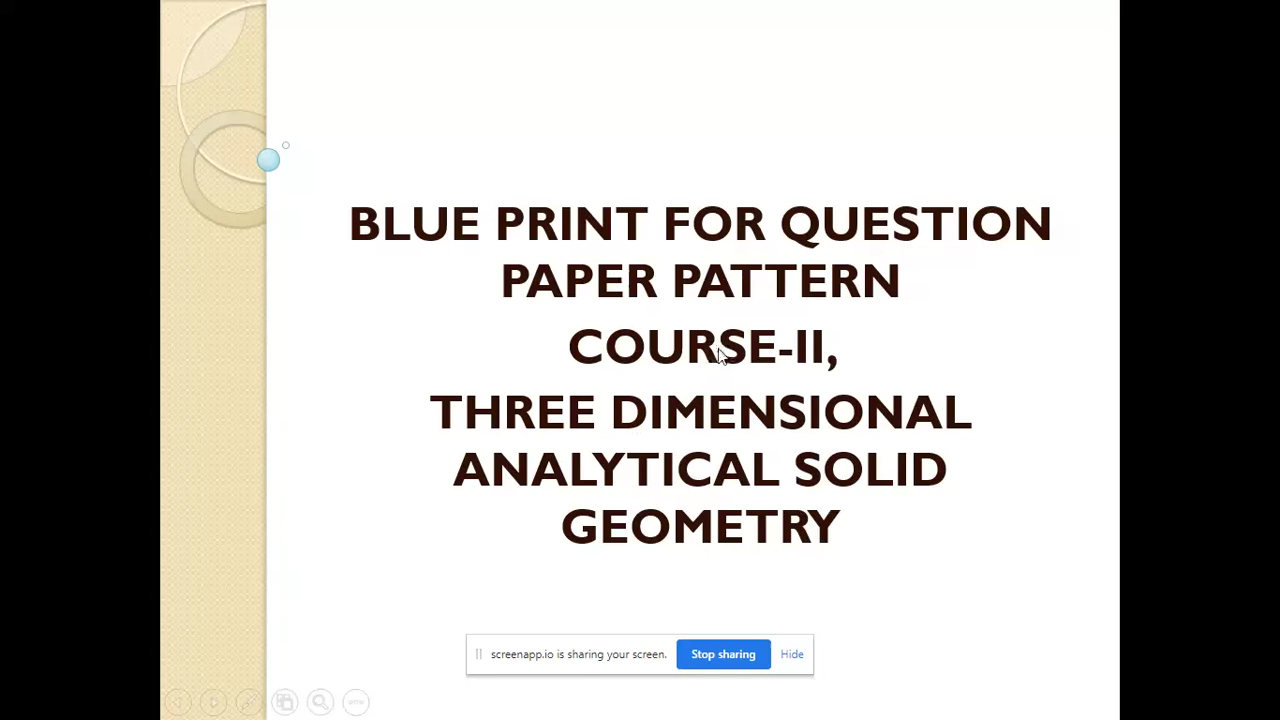 BLUE PRINT FOR QUESTION
PAPER PATTERN
COURSE-II,
THREE DIMENSIONAL
ANALYTICAL SOLID
GEOMETRY
screenapp.io is sharing your screen. Stop sharing Hide